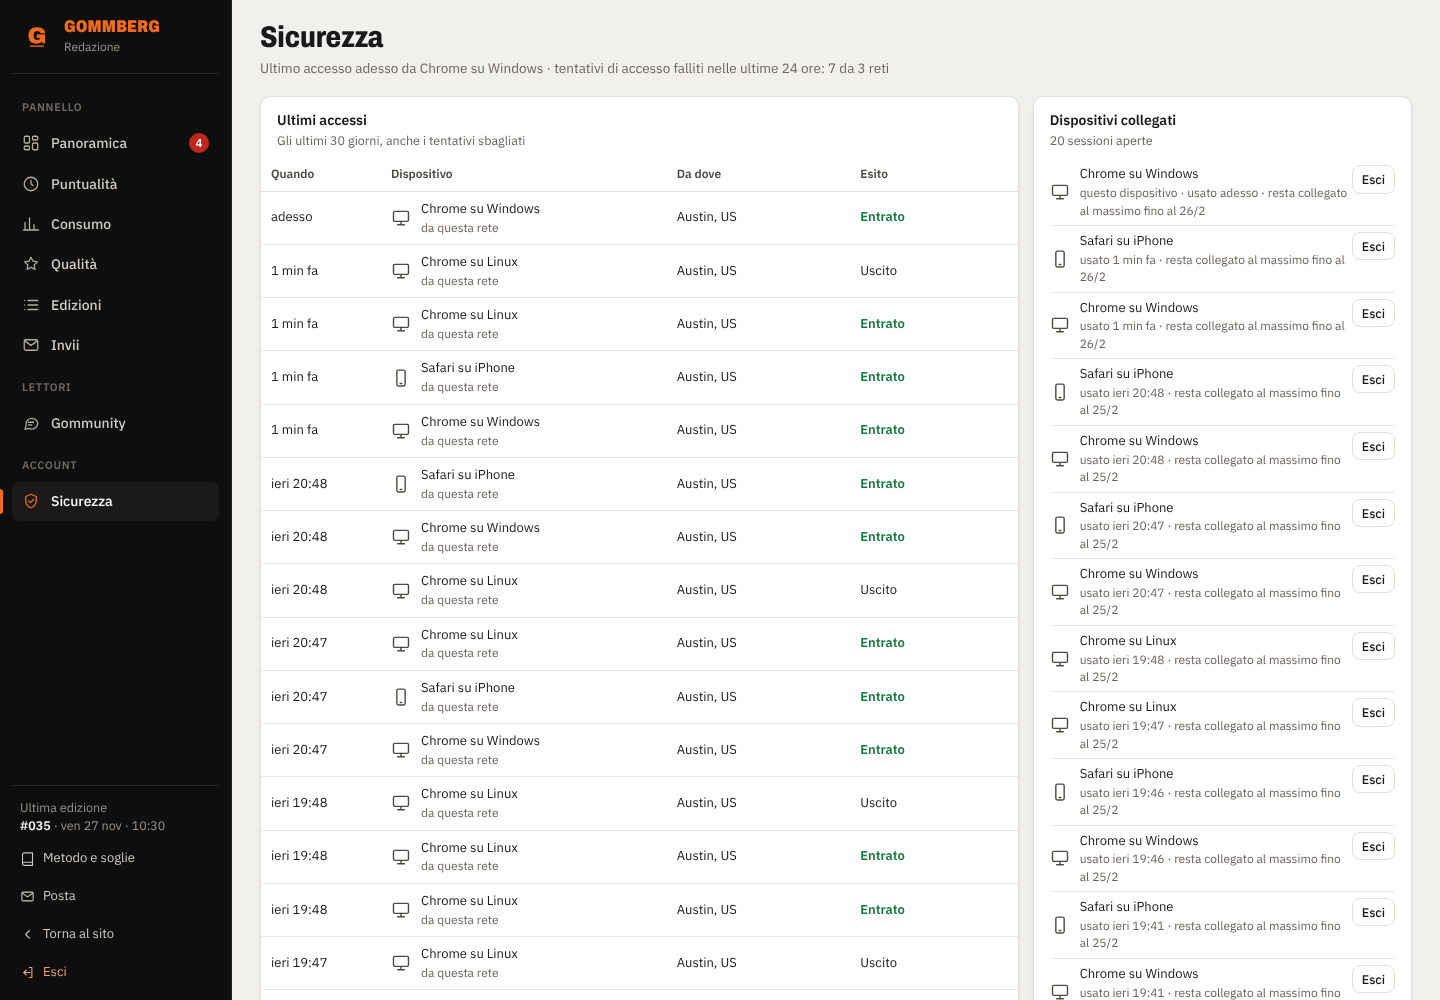 G
GOMMBERG
Redazione
PANNELLO
Panoramica
4
Puntualità
Consumo
Qualità
Edizioni
Invii
LETTORI
Gommunity
ACCOUNT
Sicurezza
Ultima edizione
#035 · ven 27 nov · 10:30
Metodo e soglie
Posta
Torna al sito
Esci
Sicurezza
Ultimo accesso adesso da Chrome su Windows · tentativi di accesso falliti nelle ultime 24 ore: 7 da 3 reti
Ultimi accessi
Gli ultimi 30 giorni, anche i tentativi sbagliati
Quando Dispositivo Da dove Esito
adesso Chrome su Windows Austin, US Entrato
da questa rete
1 min fa Chrome su Linux Austin, US Uscito
da questa rete
1 min fa Chrome su Linux Austin, US Entrato
da questa rete
1 min fa Safari su iPhone Austin, US Entrato
da questa rete
1 min fa Chrome su Windows Austin, US Entrato
da questa rete
ieri 20:48 Safari su iPhone Austin, US Entrato
da questa rete
ieri 20:48 Chrome su Windows Austin, US Entrato
da questa rete
ieri 20:48 Chrome su Linux Austin, US Uscito
da questa rete
ieri 20:47 Chrome su Linux Austin, US Entrato
da questa rete
ieri 20:47 Safari su iPhone Austin, US Entrato
da questa rete
ieri 20:47 Chrome su Windows Austin, US Entrato
da questa rete
ieri 19:48 Chrome su Linux Austin, US Uscito
da questa rete
ieri 19:48 Chrome su Linux Austin, US Entrato
da questa rete
ieri 19:48 Chrome su Linux Austin, US Entrato
da questa rete
ieri 19:47 Chrome su Linux Austin, US Uscito
da questa rete
Dispositivi collegati
20 sessioni aperte
Chrome su Windows Esci
questo dispositivo · usato adesso · resta collegato
al massimo fino al 26/2
Safari su iPhone Esci
usato 1 min fa · resta collegato al massimo fino al
26/2
Chrome su Windows Esci
usato 1 min fa · resta collegato al massimo fino al
26/2
Safari su iPhone Esci
usato ieri 20:48 · resta collegato al massimo fino
al 25/2
Chrome su Windows Esci
usato ieri 20:48 · resta collegato al massimo fino
al 25/2
Safari su iPhone Esci
usato ieri 20:47 · resta collegato al massimo fino
al 25/2
Chrome su Windows Esci
usato ieri 20:47 · resta collegato al massimo fino
al 25/2
Chrome su Linux Esci
usato ieri 19:48 · resta collegato al massimo fino
al 25/2
Chrome su Linux Esci
usato ieri 19:47 · resta collegato al massimo fino
al 25/2
Safari su iPhone Esci
usato ieri 19:46 · resta collegato al massimo fino
al 25/2
Chrome su Windows Esci
usato ieri 19:46 · resta collegato al massimo fino
al 25/2
Safari su iPhone Esci
usato ieri 19:41 · resta collegato al massimo fino
al 25/2
Chrome su Windows Esci
usato ieri 19:41 · resta collegato al massimo fino